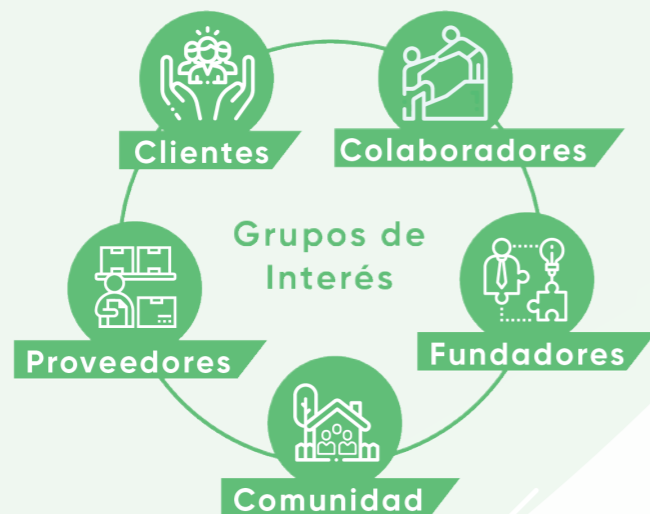 Clientes
Colaboradores
Grupos de
Interés
Proveedores
Fundadores
Comunidad